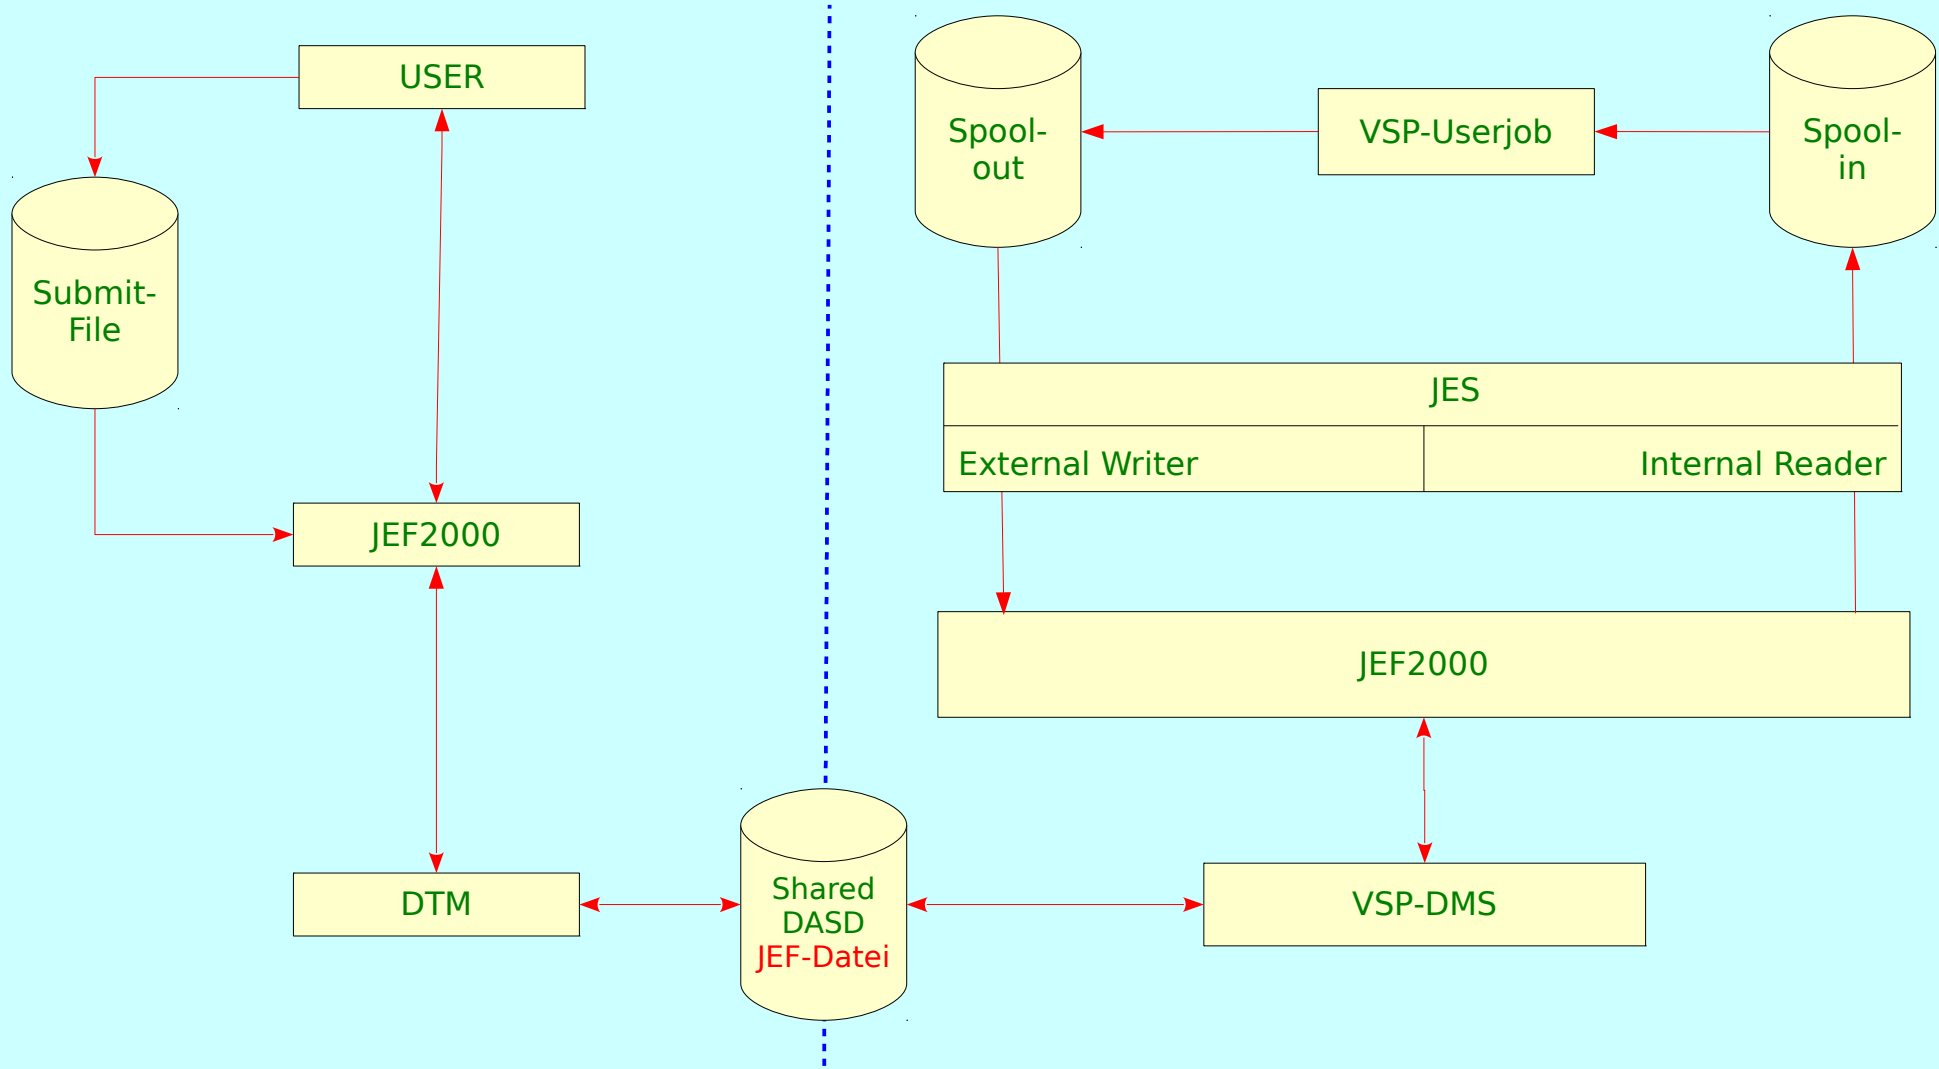 USER
Submit-
File
JEF2000
DTM
Shared
DASD
JEF-Datei
Spool-
out
VSP-Userjob
Spool-
in
JES
External Writer
Internal Reader
JEF2000
VSP-DMS